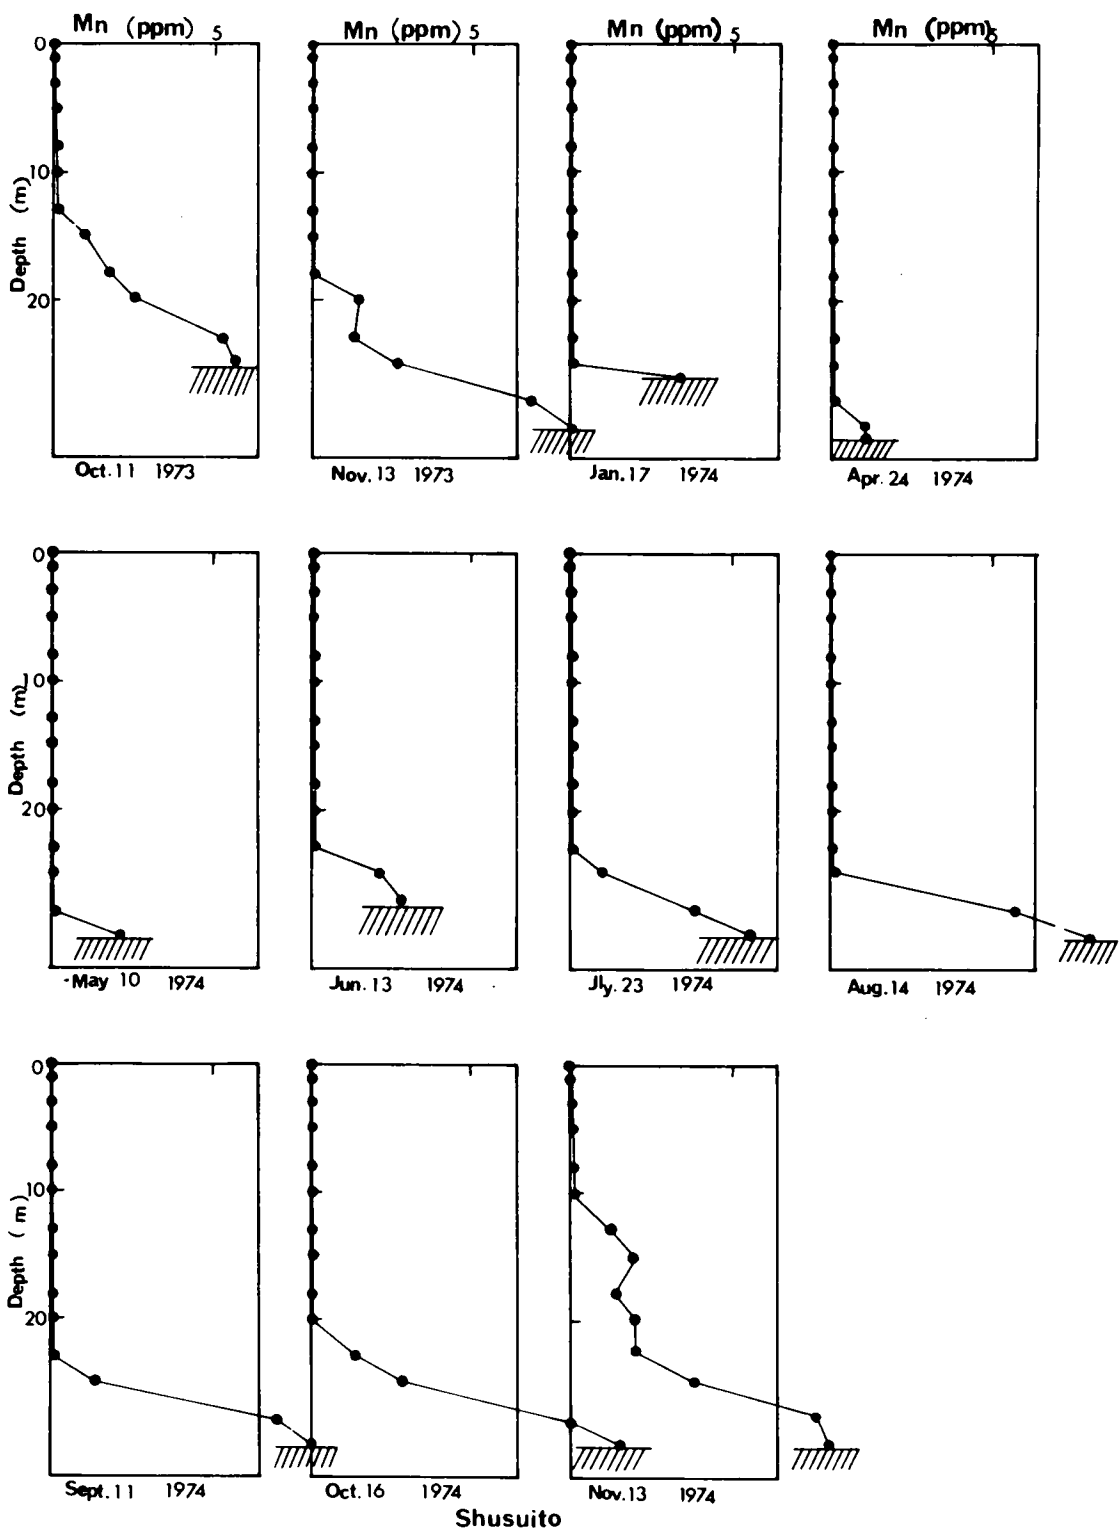 Mn (ppm) 5 Mn (ppm) 5 Mn (ppm) 5 Mn (ppm) 5
0
10
20
Depth (m)
Oct. 11 1973 Nov. 13 1973 Jan. 17 1974 Apr. 24 1974
0
10
20
Depth (m)
-May 10 1974 Jun. 13 1974 Jly. 23 1974 Aug. 14 1974
0
10
20
Depth (m)
Sept. 11 1974 Oct. 16 1974 Nov. 13 1974
Shusuito